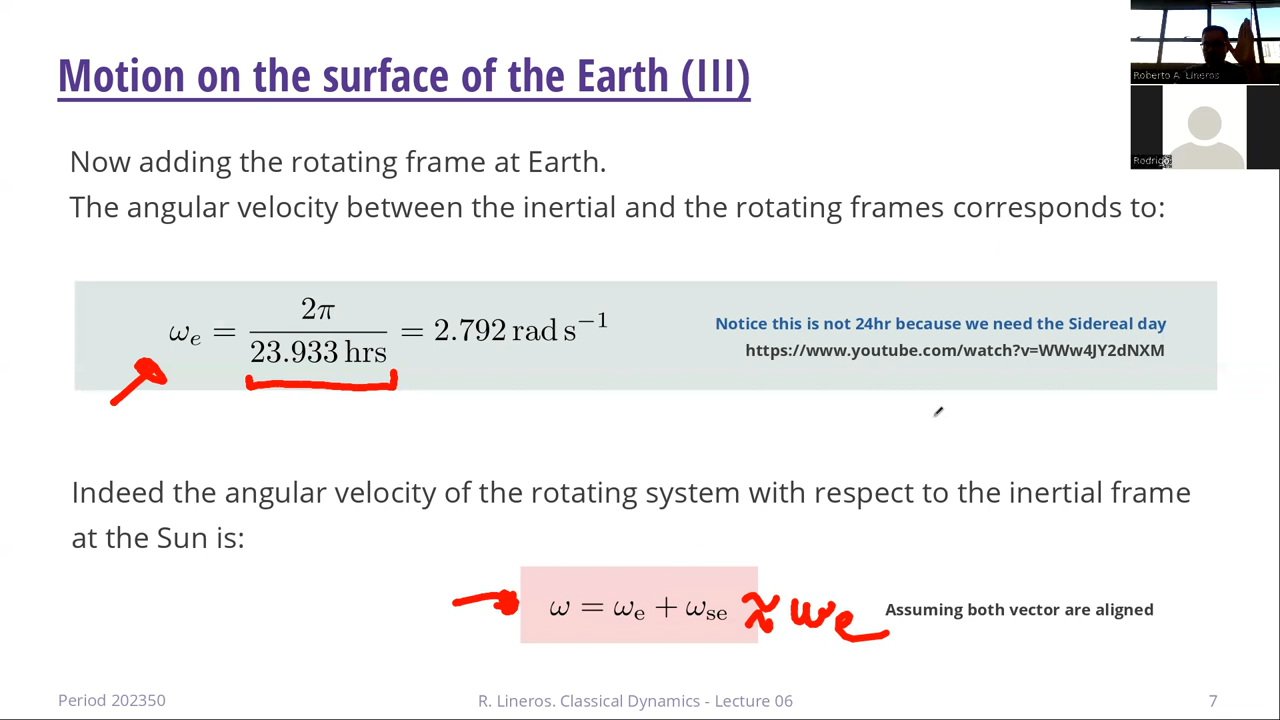 Motion on the surface of the Earth (III)
Roberto A. Lineros
Rodrigo
Now adding the rotating frame at Earth.
The angular velocity between the inertial and the rotating frames corresponds to:
ω_e = 2π / 23.933 hrs = 2.792 rad s^−1
Notice this is not 24hr because we need the Sidereal day
https://www.youtube.com/watch?v=WWw4JY2dNXM
Indeed the angular velocity of the rotating system with respect to the inertial frame
at the Sun is:
ω = ω_e + ω_se ≈ ω_e
Assuming both vector are aligned
Period 202350
R. Lineros. Classical Dynamics - Lecture 06
7